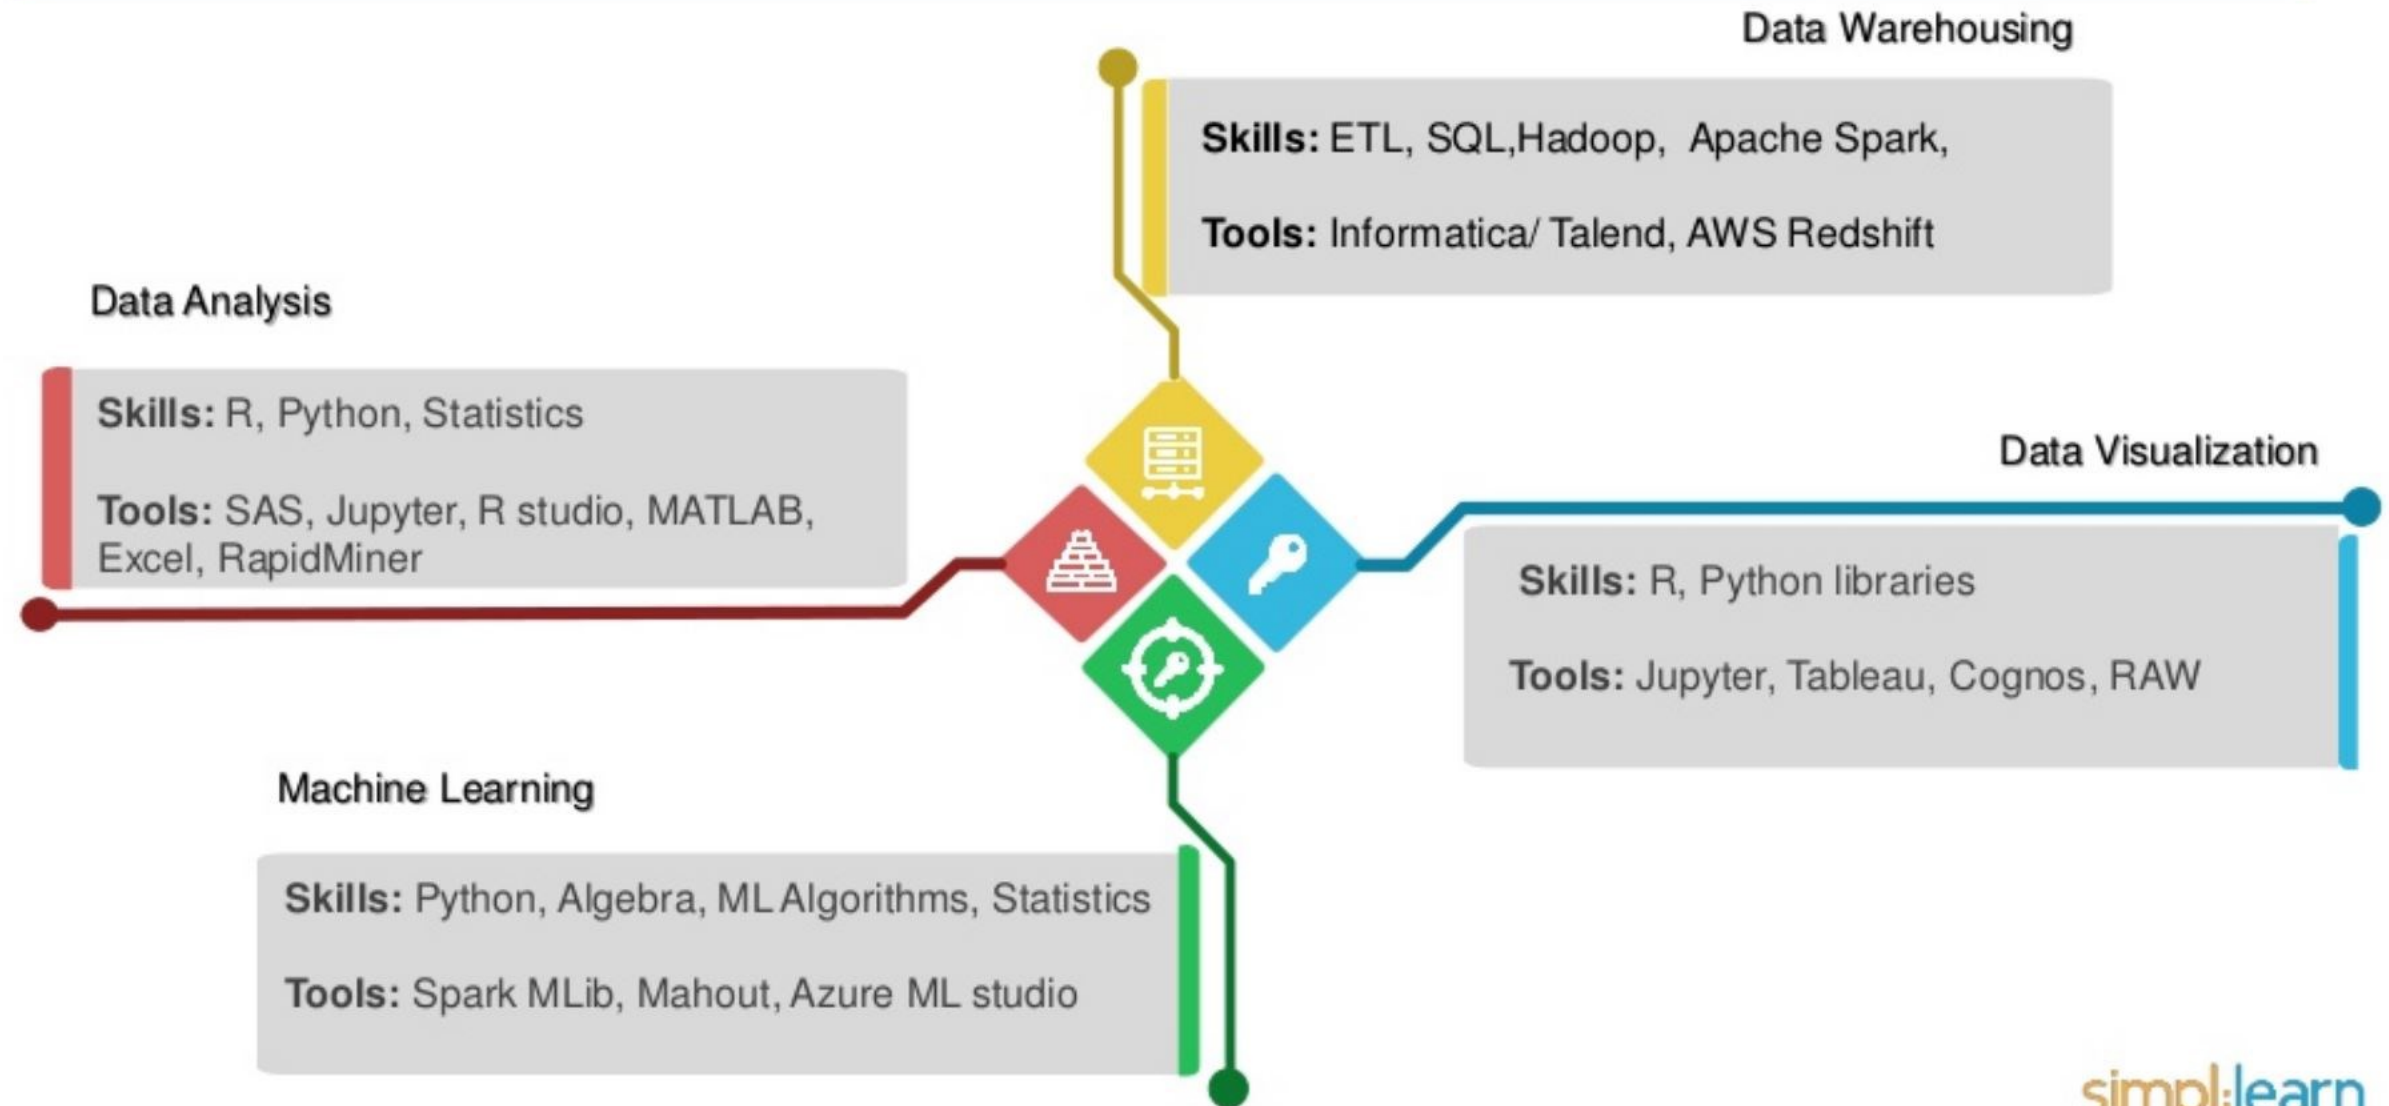 Data Warehousing
Skills: ETL, SQL,Hadoop, Apache Spark,
Tools: Informatica/ Talend, AWS Redshift
Data Analysis
Skills: R, Python, Statistics
Tools: SAS, Jupyter, R studio, MATLAB,
Excel, RapidMiner
Data Visualization
Skills: R, Python libraries
Tools: Jupyter, Tableau, Cognos, RAW
Machine Learning
Skills: Python, Algebra, ML Algorithms, Statistics
Tools: Spark MLib, Mahout, Azure ML studio
simpl:learn